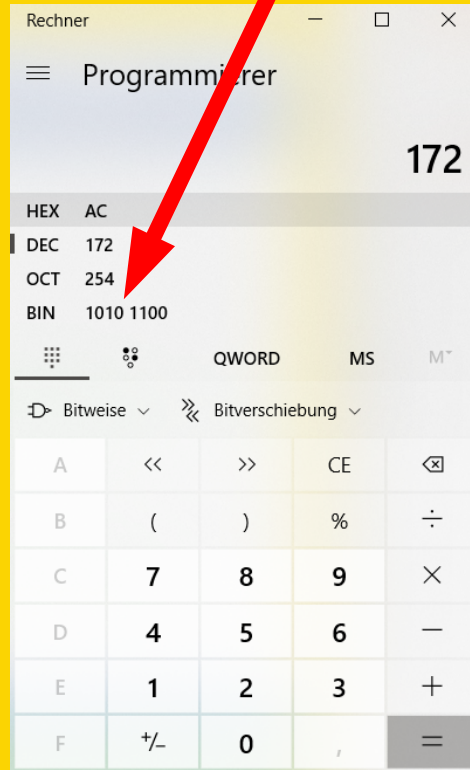 Rechner
Programmierer
172
HEX AC
DEC 172
OCT 254
BIN 1010 1100
QWORD MS M
Bitweise Bitverschiebung
A << >> CE
B ( ) % ÷
C 7 8 9 ×
D 4 5 6 −
E 1 2 3 +
F +/− 0 , =